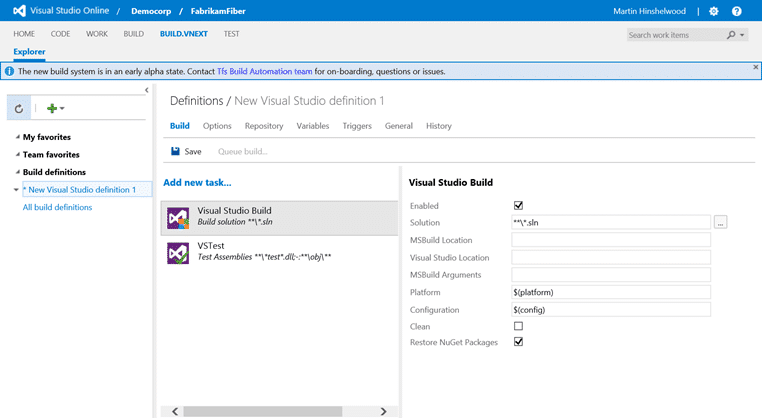 Visual Studio Online / Democorp / FabrikamFiber Martin Hinshelwood
HOME CODE WORK BUILD BUILD.VNEXT TEST Search work items
Explorer
The new build system is in an early alpha state. Contact Tfs Build Automation team for on-boarding, questions or issues.
Definitions / New Visual Studio definition 1
Build Options Repository Variables Triggers General History
Save Queue build...
My favorites
Team favorites
Build definitions
* New Visual Studio definition 1
All build definitions
Add new task...
Visual Studio Build
Build solution **\*.sln
VSTest
Test Assemblies **\*test*.dll;-:**\obj\**
Visual Studio Build
Enabled
Solution **\*.sln ...
MSBuild Location
Visual Studio Location
MSBuild Arguments
Platform $(platform)
Configuration $(config)
Clean
Restore NuGet Packages